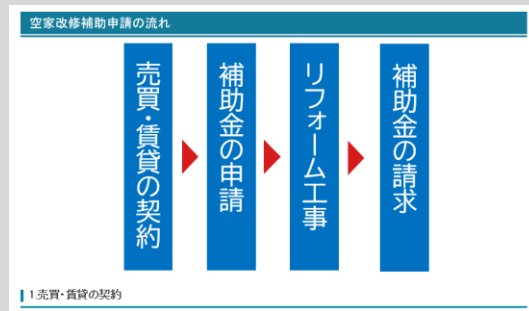 空家改修補助申請の流れ
売買・賃貸の契約
補助金の申請
リフォーム工事
補助金の請求
1.売買・賃貸の契約